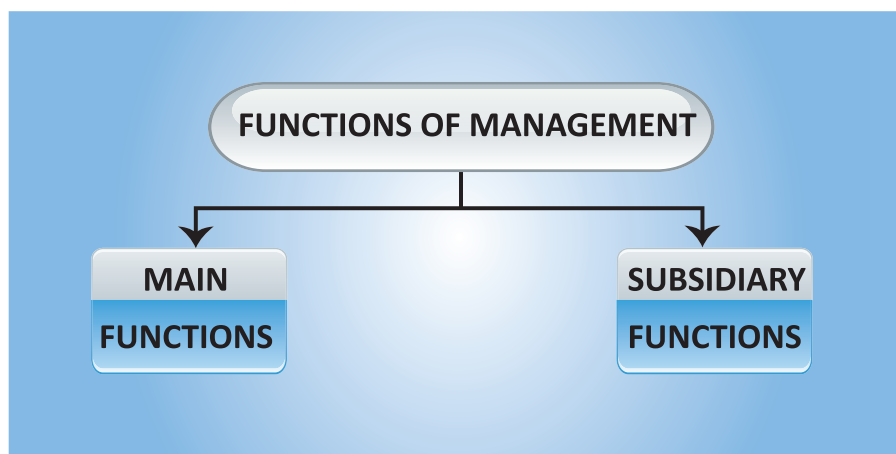 FUNCTIONS OF MANAGEMENT
MAIN
FUNCTIONS
SUBSIDIARY
FUNCTIONS